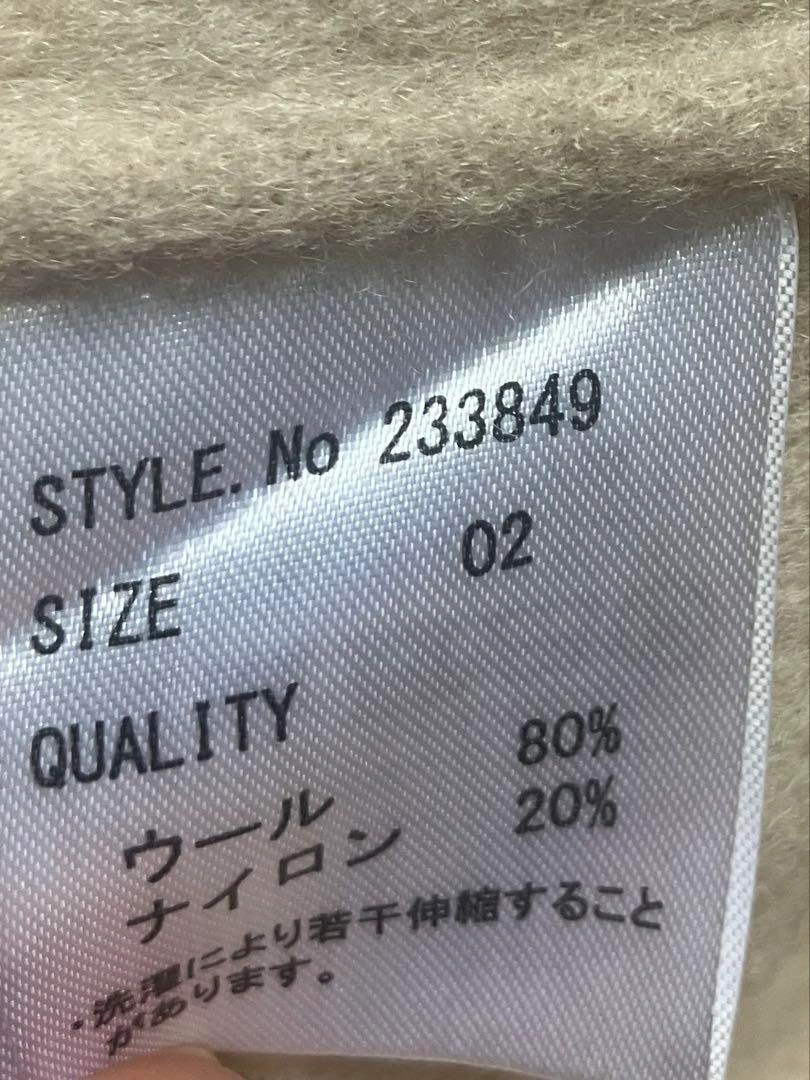 STYLE.No 233849
SIZE 02
QUALITY
ウール 80%
ナイロン 20%
・洗濯により若干伸縮すること
があります。